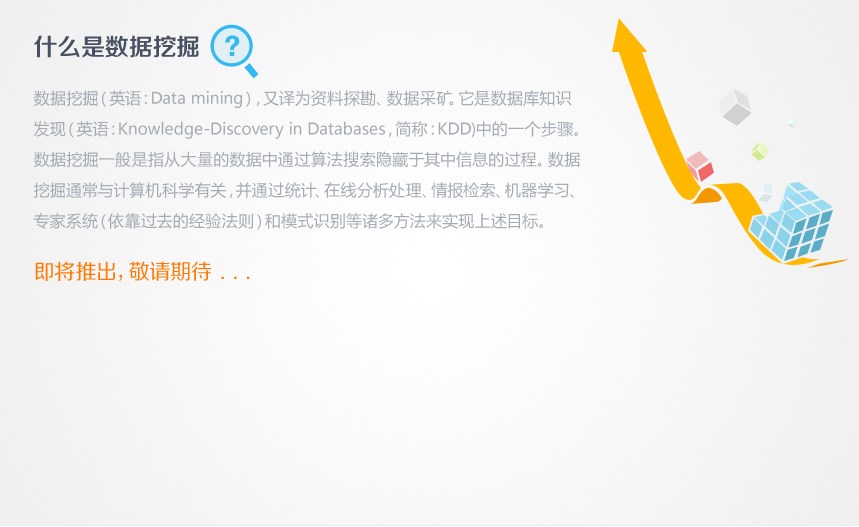 什么是数据挖掘 ?
数据挖掘（英语：Data mining），又译为资料探勘、数据采矿。它是数据库知识
发现（英语：Knowledge-Discovery in Databases，简称：KDD)中的一个步骤。
数据挖掘一般是指从大量的数据中通过算法搜索隐藏于其中信息的过程。数据
挖掘通常与计算机科学有关，并通过统计、在线分析处理、情报检索、机器学习、
专家系统（依靠过去的经验法则）和模式识别等诸多方法来实现上述目标。
即将推出，敬请期待 . . .